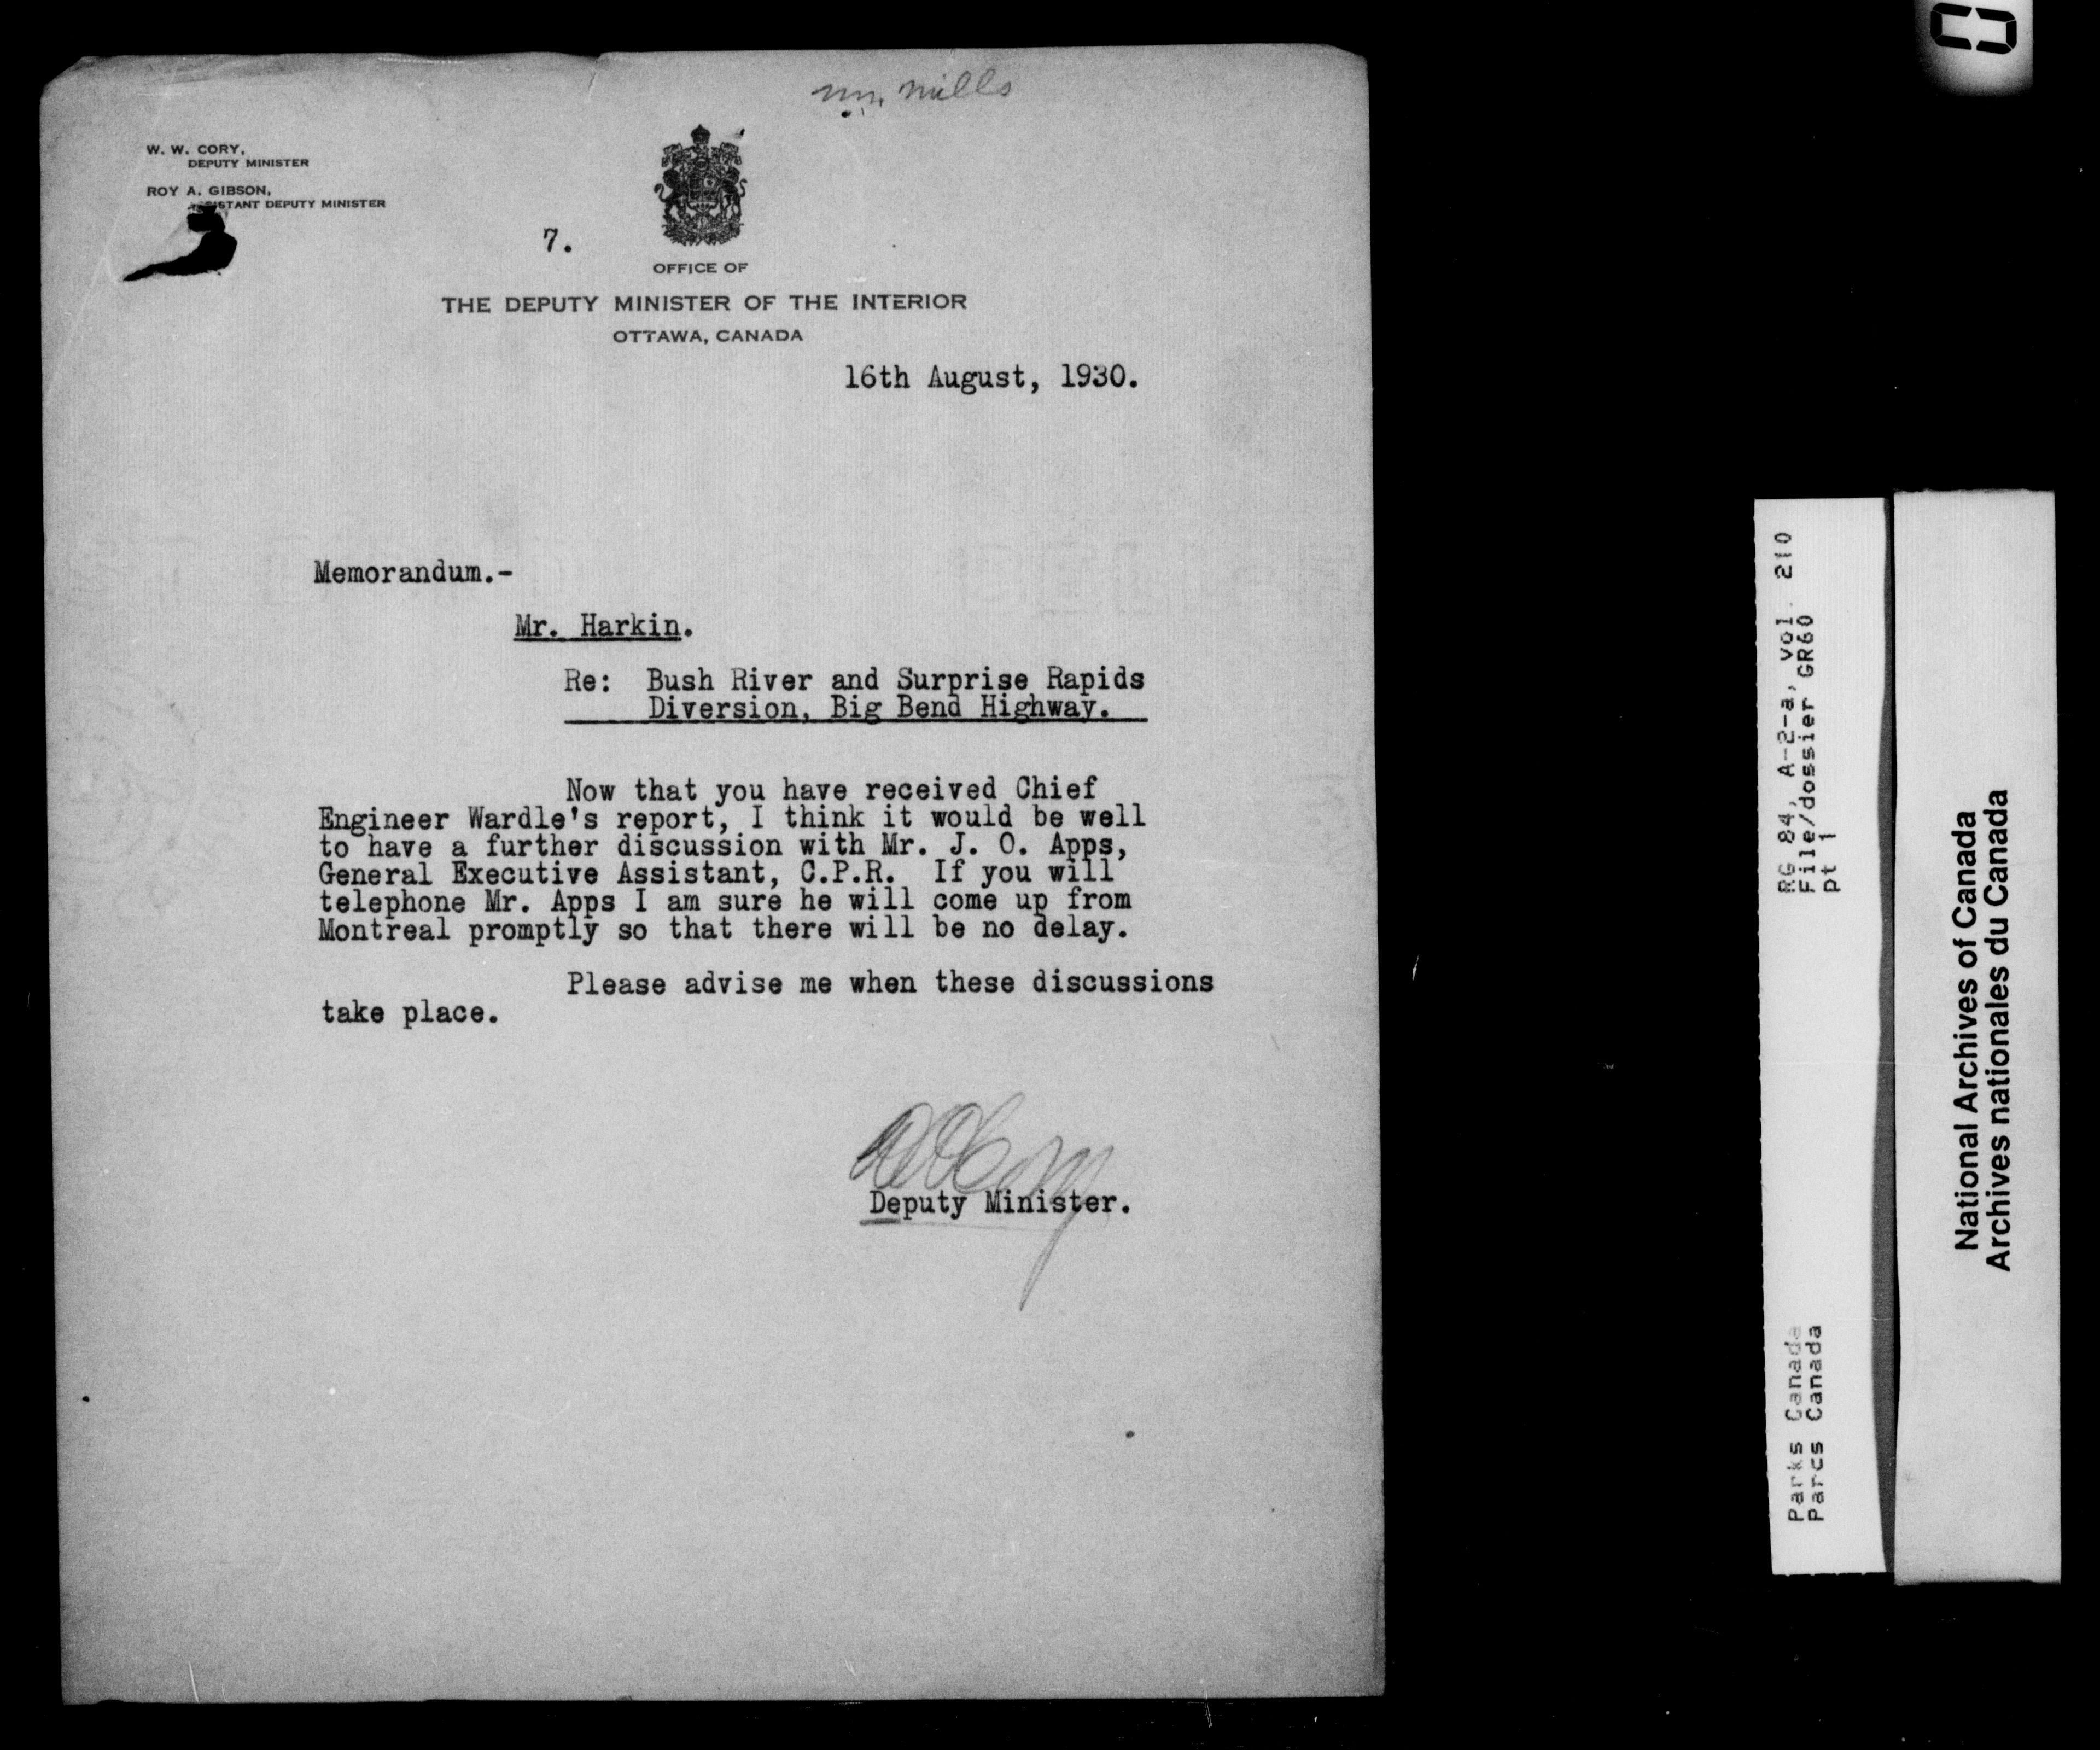 Mr. Mills
W. W. CORY,
DEPUTY MINISTER
ROY A. GIBSON,
ASSISTANT DEPUTY MINISTER
7.
OFFICE OF
THE DEPUTY MINISTER OF THE INTERIOR
OTTAWA, CANADA
16th August, 1930.
Memorandum.-
Mr. Harkin.
Re: Bush River and Surprise Rapids
Diversion, Big Bend Highway.
Now that you have received Chief
Engineer Wardle's report, I think it would be well
to have a further discussion with Mr. J. O. Apps,
General Executive Assistant, C.P.R. If you will
telephone Mr. Apps I am sure he will come up from
Montreal promptly so that there will be no delay.
Please advise me when these discussions
take place.
WWCory
Deputy Minister.
RG 84, A-2-a, vol. 210
File/dossier GR60
pt 1
Parks Canada
Parcs Canada
National Archives of Canada
Archives nationales du Canada